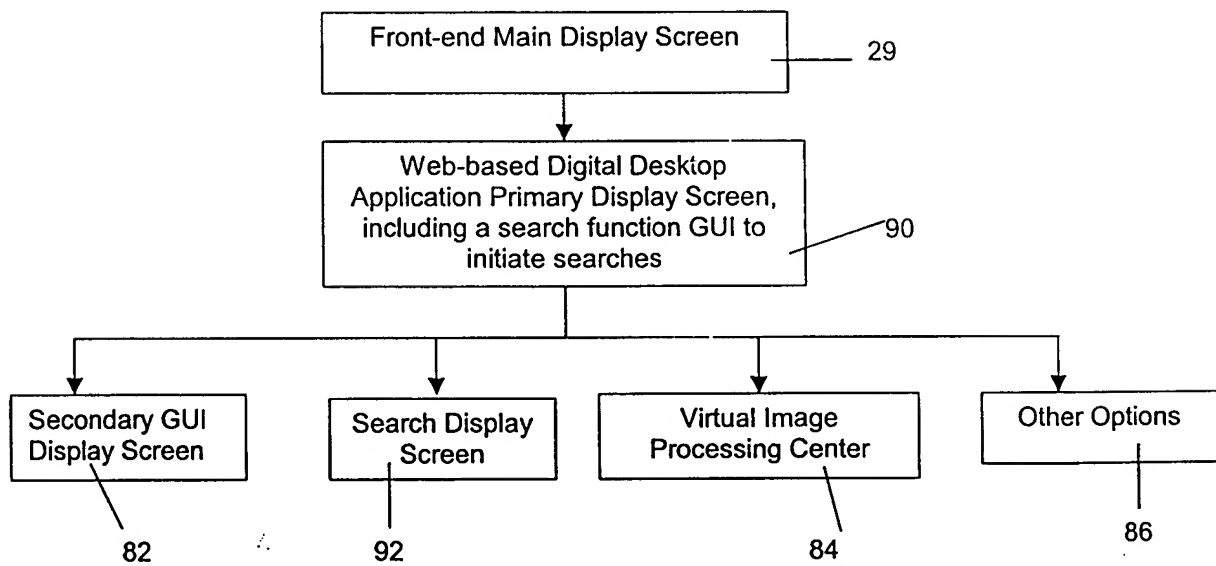 Front-end Main Display Screen
29
Web-based Digital Desktop
Application Primary Display Screen,
including a search function GUI to
initiate searches
90
Secondary GUI
Display Screen
Search Display
Screen
Virtual Image
Processing Center
Other Options
82
92
84
86